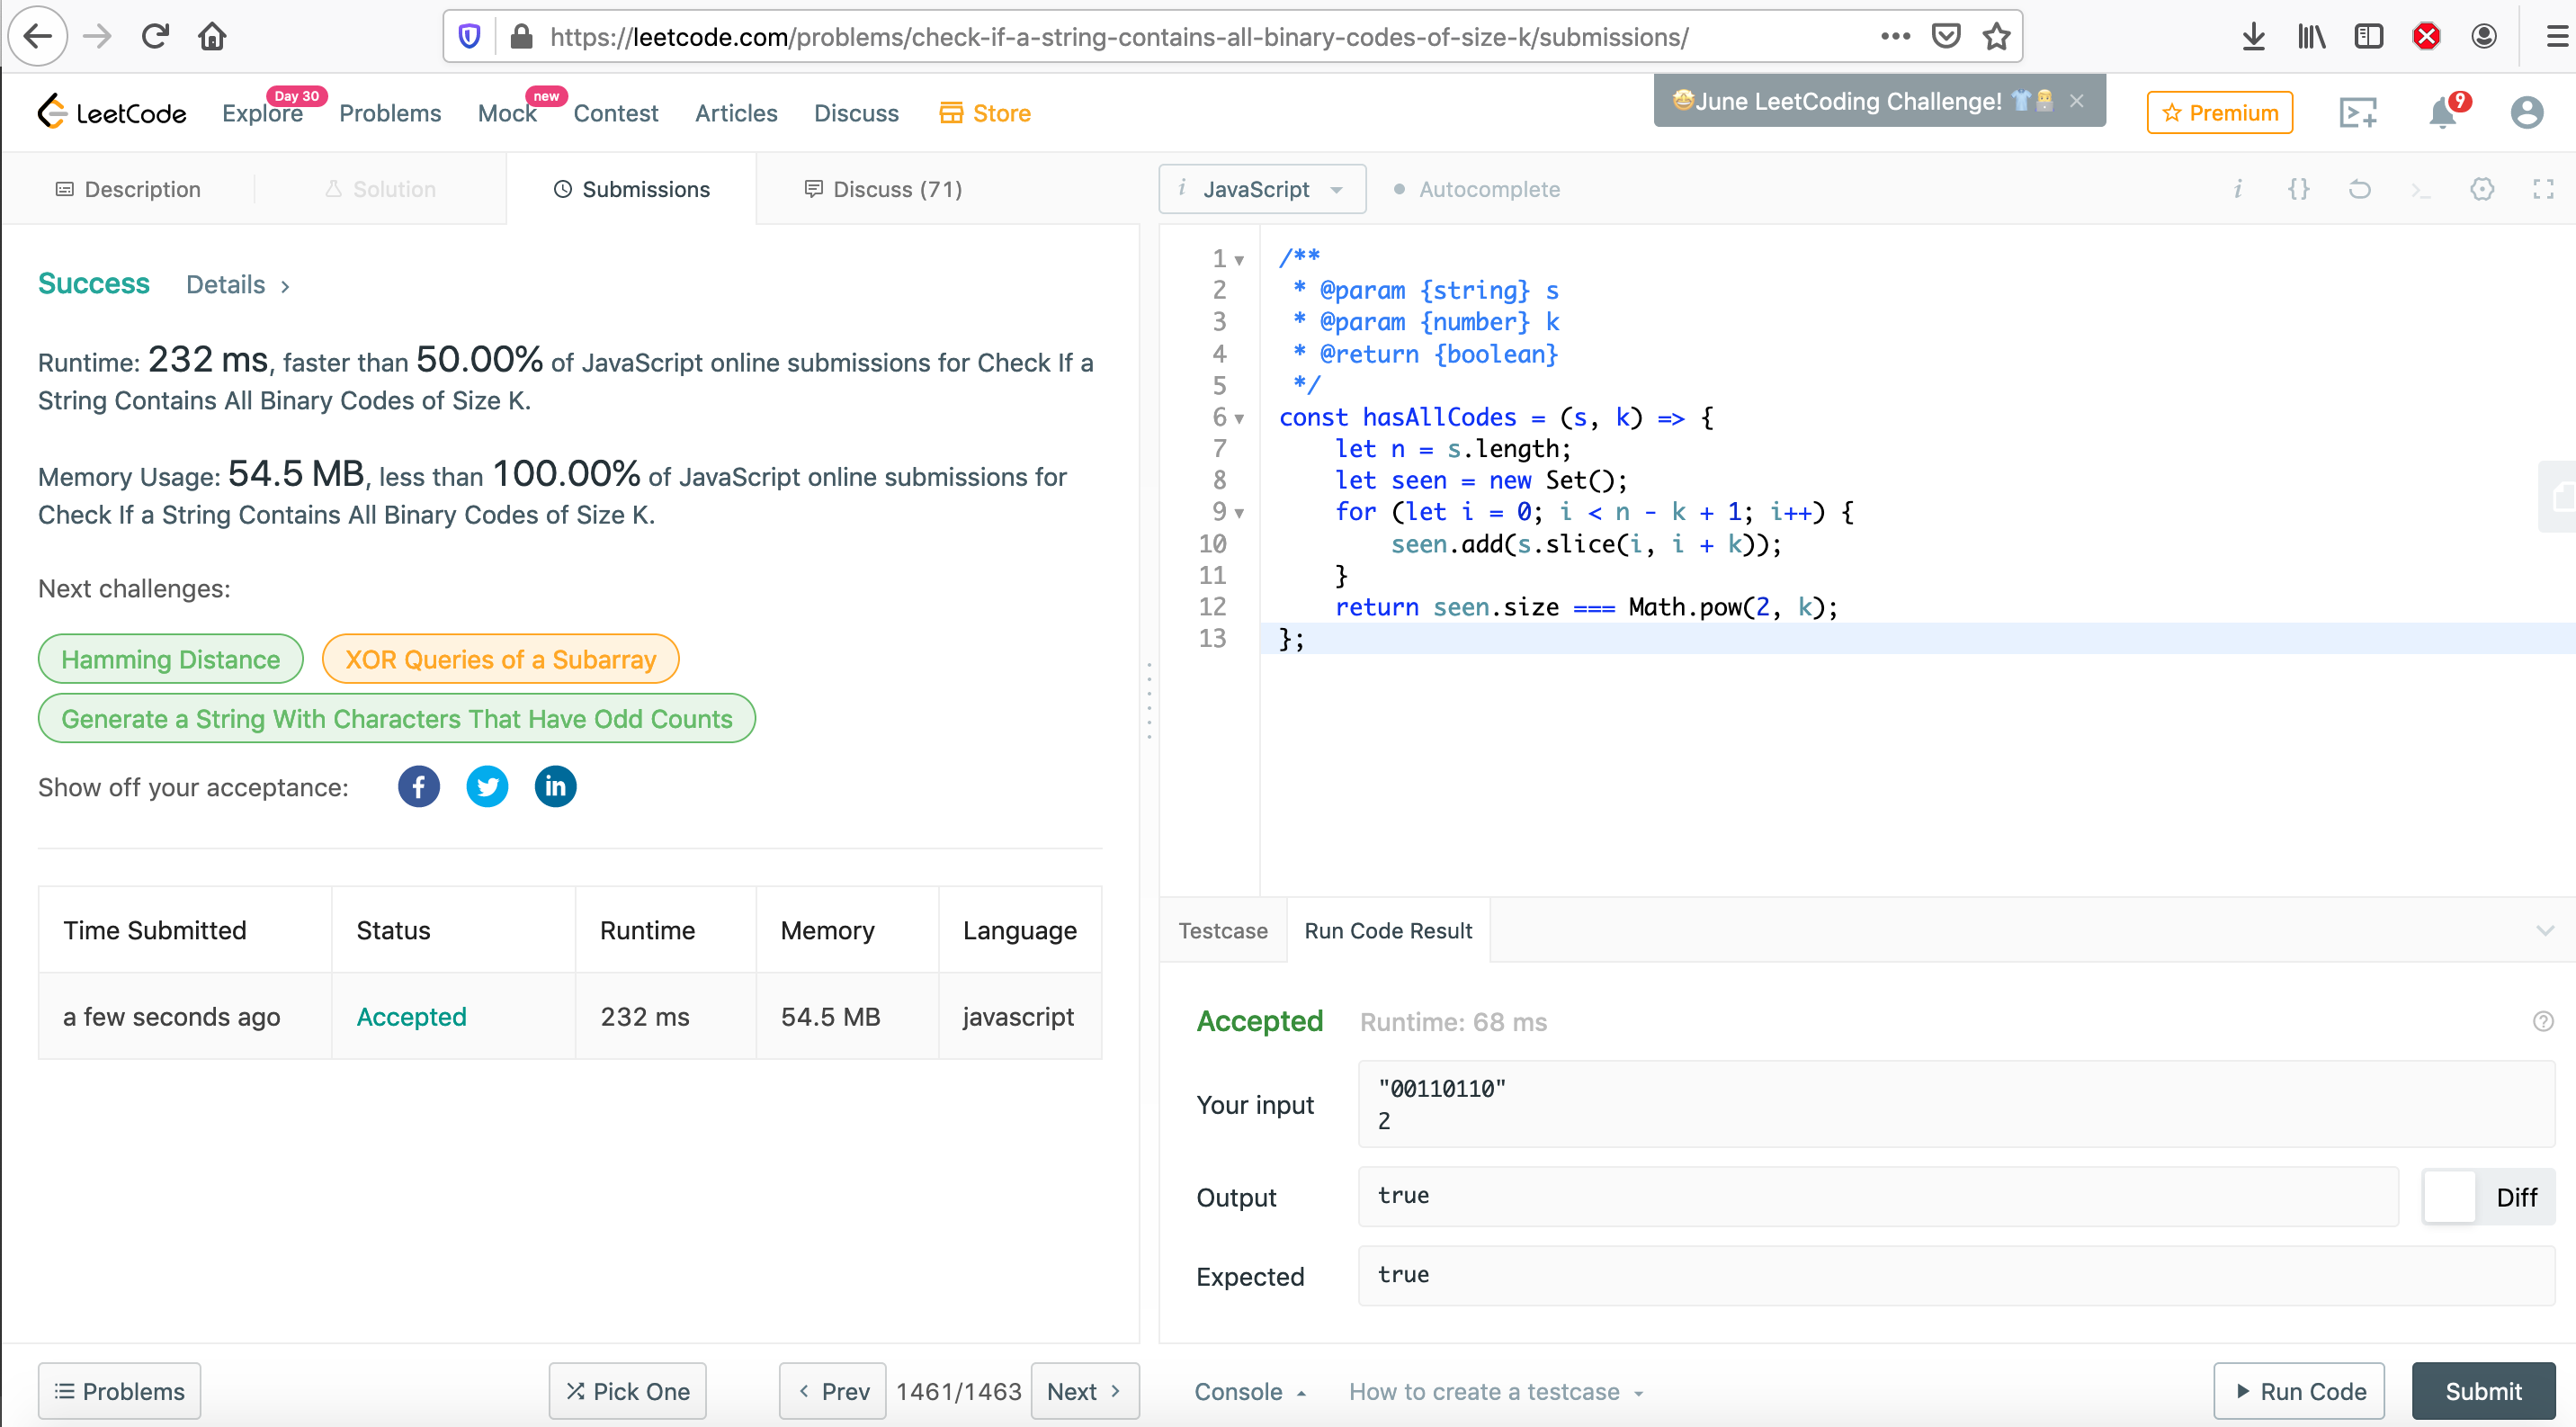 https://leetcode.com/problems/check-if-a-string-contains-all-binary-codes-of-size-k/submissions/
LeetCode
Explore
Day 30
Problems
Mock
new
Contest
Articles
Discuss
Store
🤩June LeetCoding Challenge!
Premium
9
Description
Solution
Submissions
Discuss (71)
i JavaScript
Autocomplete
Success Details >
Runtime: 232 ms, faster than 50.00% of JavaScript online submissions for Check If a
String Contains All Binary Codes of Size K.
Memory Usage: 54.5 MB, less than 100.00% of JavaScript online submissions for
Check If a String Contains All Binary Codes of Size K.
Next challenges:
Hamming Distance
XOR Queries of a Subarray
Generate a String With Characters That Have Odd Counts
Show off your acceptance:
Time Submitted Status Runtime Memory Language
a few seconds ago Accepted 232 ms 54.5 MB javascript
1 /**
2 * @param {string} s
3 * @param {number} k
4 * @return {boolean}
5 */
6 const hasAllCodes = (s, k) => {
7 let n = s.length;
8 let seen = new Set();
9 for (let i = 0; i < n - k + 1; i++) {
10 seen.add(s.slice(i, i + k));
11 }
12 return seen.size === Math.pow(2, k);
13 };
Testcase
Run Code Result
Accepted Runtime: 68 ms
Your input
"00110110"
2
Output
true
Diff
Expected
true
Problems
Pick One
Prev
1461/1463
Next
Console
How to create a testcase
Run Code
Submit